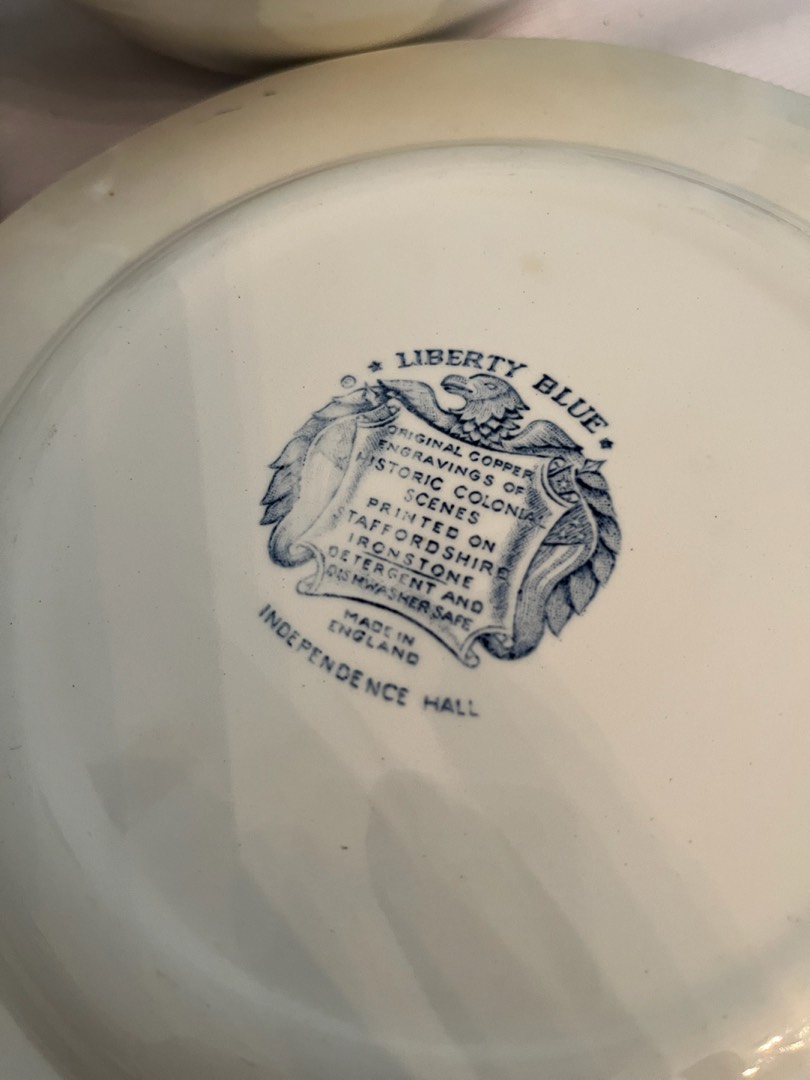 © ★ LIBERTY BLUE ★
ORIGINAL COPPER
ENGRAVINGS OF
HISTORIC COLONIAL
SCENES
PRINTED ON
STAFFORDSHIRE
IRONSTONE
DETERGENT AND
DISHWASHER SAFE
MADE IN
ENGLAND
INDEPENDENCE HALL